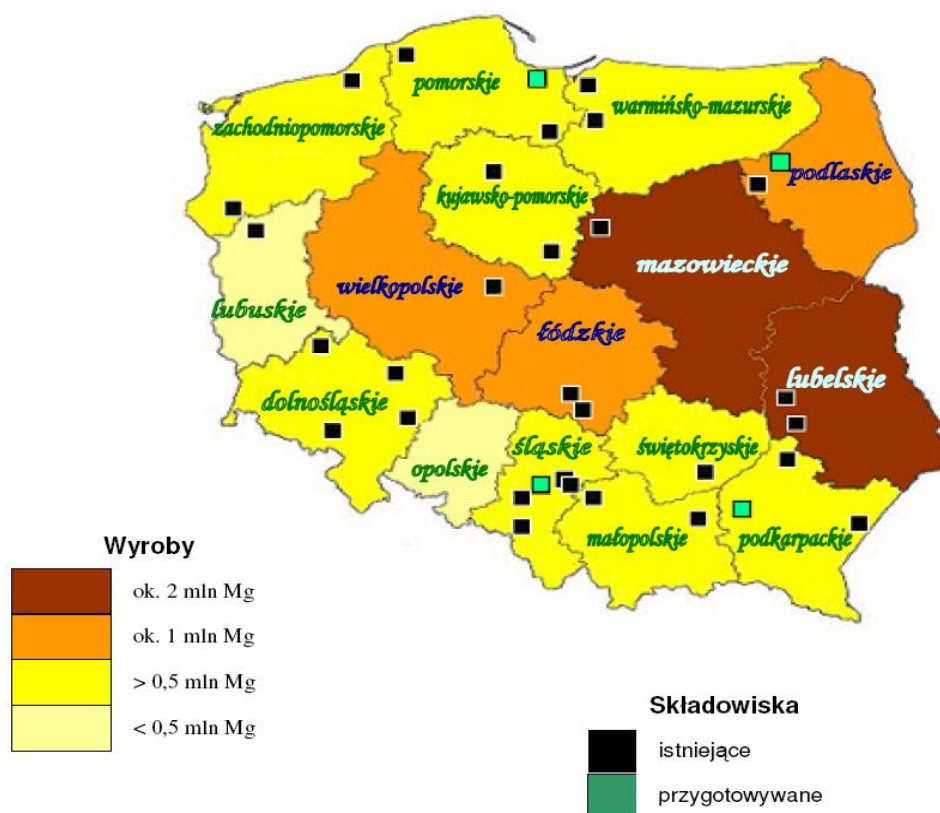 pomorskie
warmińsko-mazurskie
zachodniopomorskie
podlaskie
kujawsko-pomorskie
mazowieckie
wielkopolskie
lubuskie
łódzkie
lubelskie
dolnośląskie
śląskie
świętokrzyskie
opolskie
małopolskie
podkarpackie
Wyroby
ok. 2 mln Mg
ok. 1 mln Mg
> 0,5 mln Mg
< 0,5 mln Mg
Składowiska
istniejące
przygotowywane